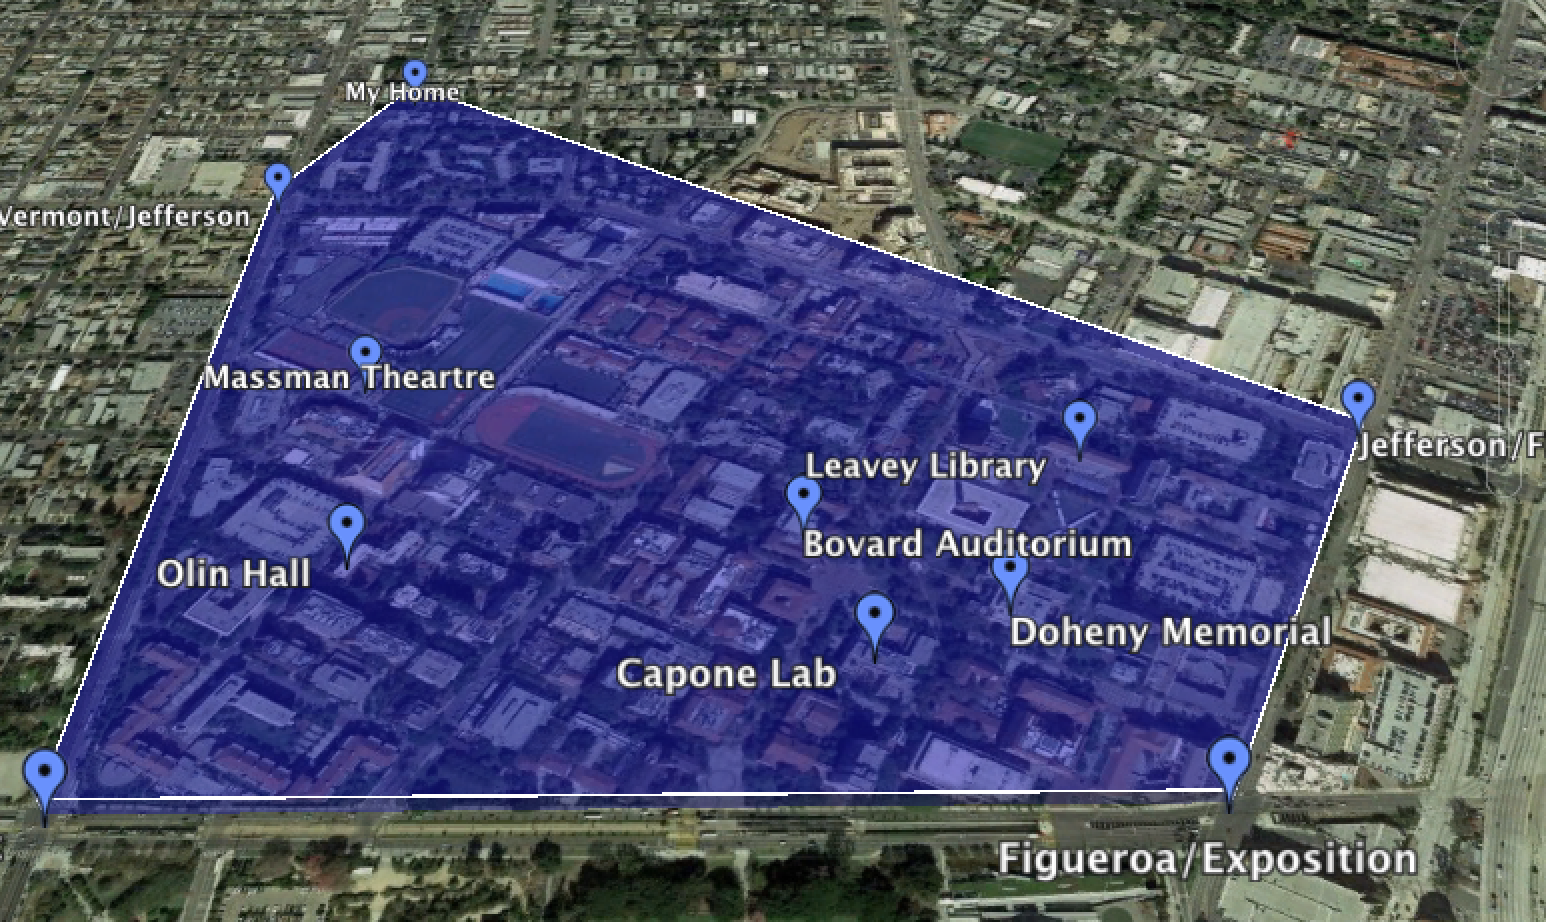 My Home
Vermont/Jefferson
Massman Theartre
Jefferson/F
Leavey Library
Bovard Auditorium
Olin Hall
Doheny Memorial
Capone Lab
Figueroa/Exposition